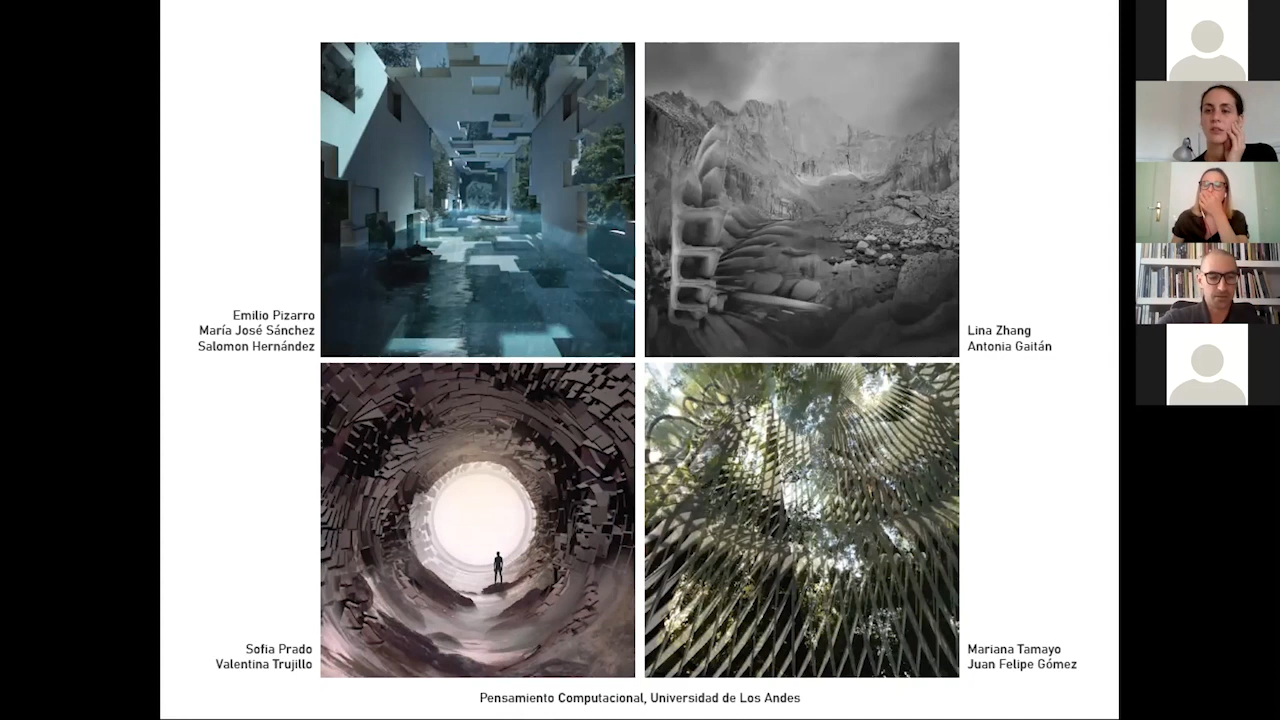 Emilio Pizarro
María José Sánchez
Salomon Hernández
Lina Zhang
Antonia Gaitán
Sofia Prado
Valentina Trujillo
Mariana Tamayo
Juan Felipe Gómez
Pensamiento Computacional, Universidad de Los Andes